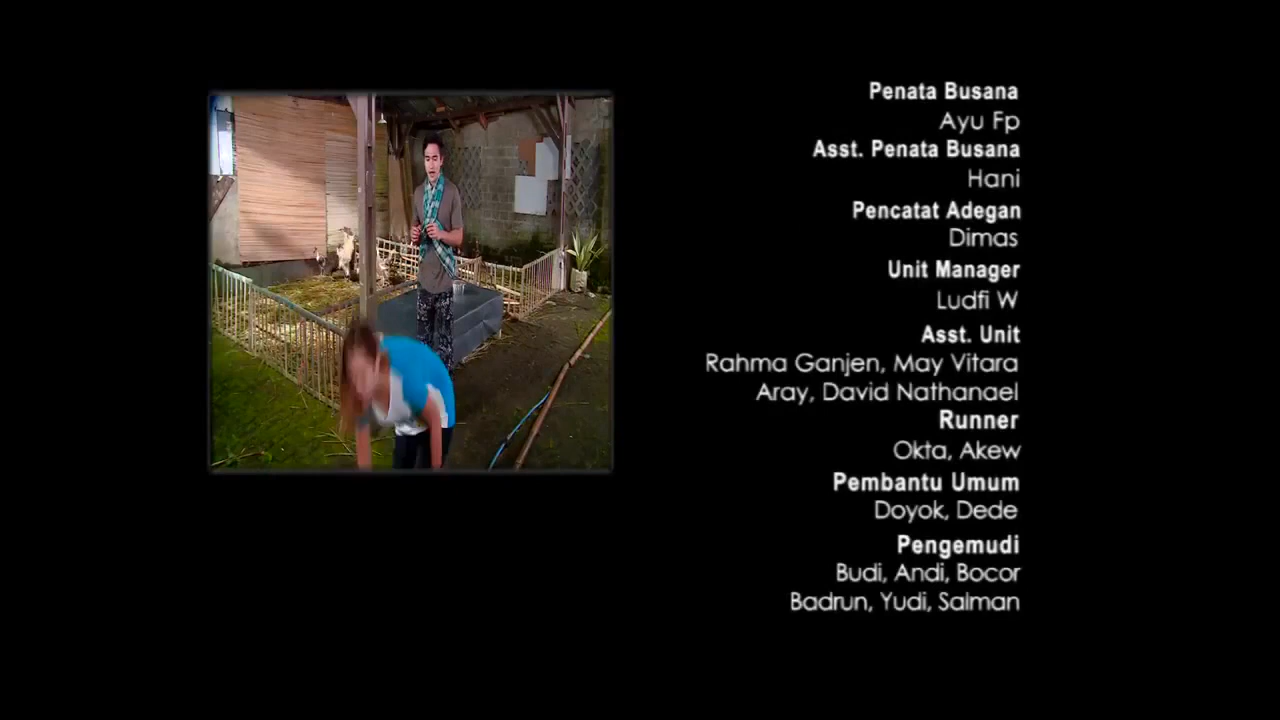 Penata Busana
Ayu Fp
Asst. Penata Busana
Hani
Pencatat Adegan
Dimas
Unit Manager
Ludfi W
Asst. Unit
Rahma Ganjen, May Vitara
Aray, David Nathanael
Runner
Okta, Akew
Pembantu Umum
Doyok, Dede
Pengemudi
Budi, Andi, Bocor
Badrun, Yudi, Salman